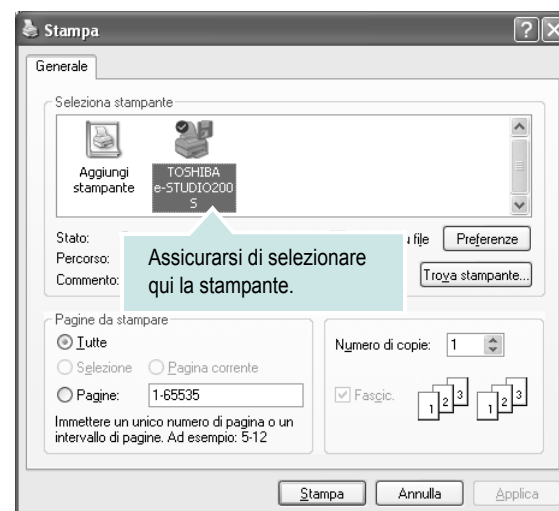 Stampa
Generale
Seleziona stampante
Aggiungi
stampante
TOSHIBA
e-STUDIO200
S
Stato:
file
Preferenze
Percorso:
Commento:
Trova stampante...
Assicurarsi di selezionare
qui la stampante.
Pagine da stampare
Tutte
Selezione
Pagina corrente
Pagine:
1-65535
Immettere un unico numero di pagina o un
intervallo di pagine. Ad esempio: 5-12
Numero di copie:
1
Fascic.
1 2 3
1 2 3
Stampa
Annulla
Applica